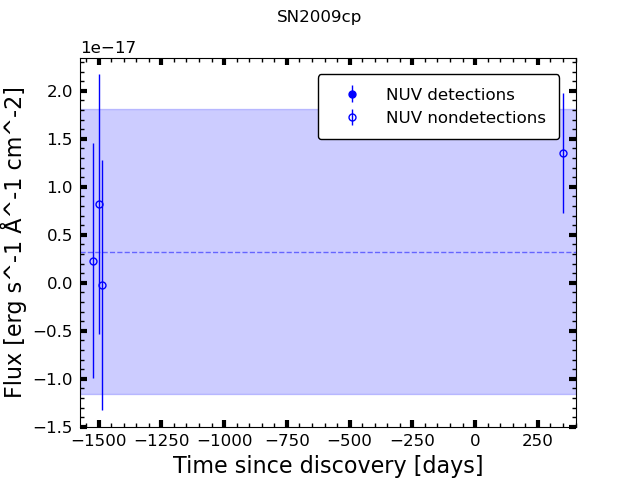 SN2009cp
1e−17
2.0
1.5
1.0
0.5
0.0
−0.5
−1.0
−1.5
Flux [erg s^-1 Å^-1 cm^-2]
NUV detections
NUV nondetections
−1500 −1250 −1000 −750 −500 −250 0 250
Time since discovery [days]